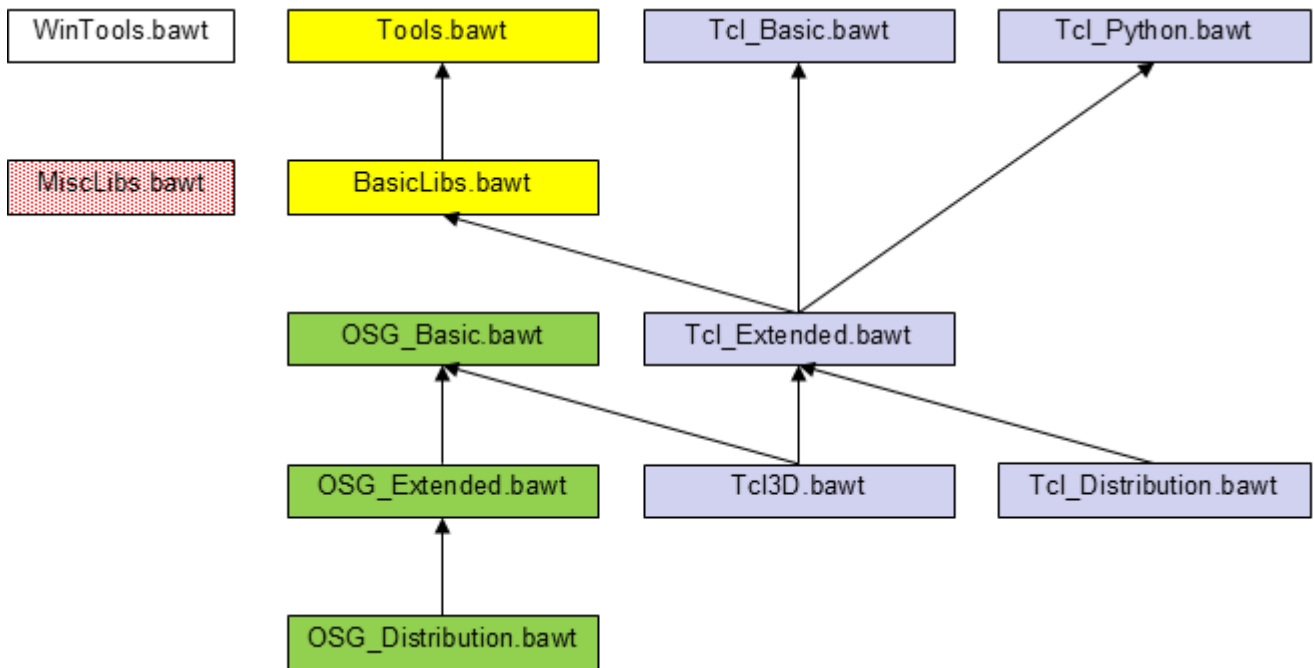 WinTools.bawt
Tools.bawt
Tcl_Basic.bawt
Tcl_Python.bawt
MiscLibs.bawt
BasicLibs.bawt
OSG_Basic.bawt
Tcl_Extended.bawt
OSG_Extended.bawt
Tcl3D.bawt
Tcl_Distribution.bawt
OSG_Distribution.bawt